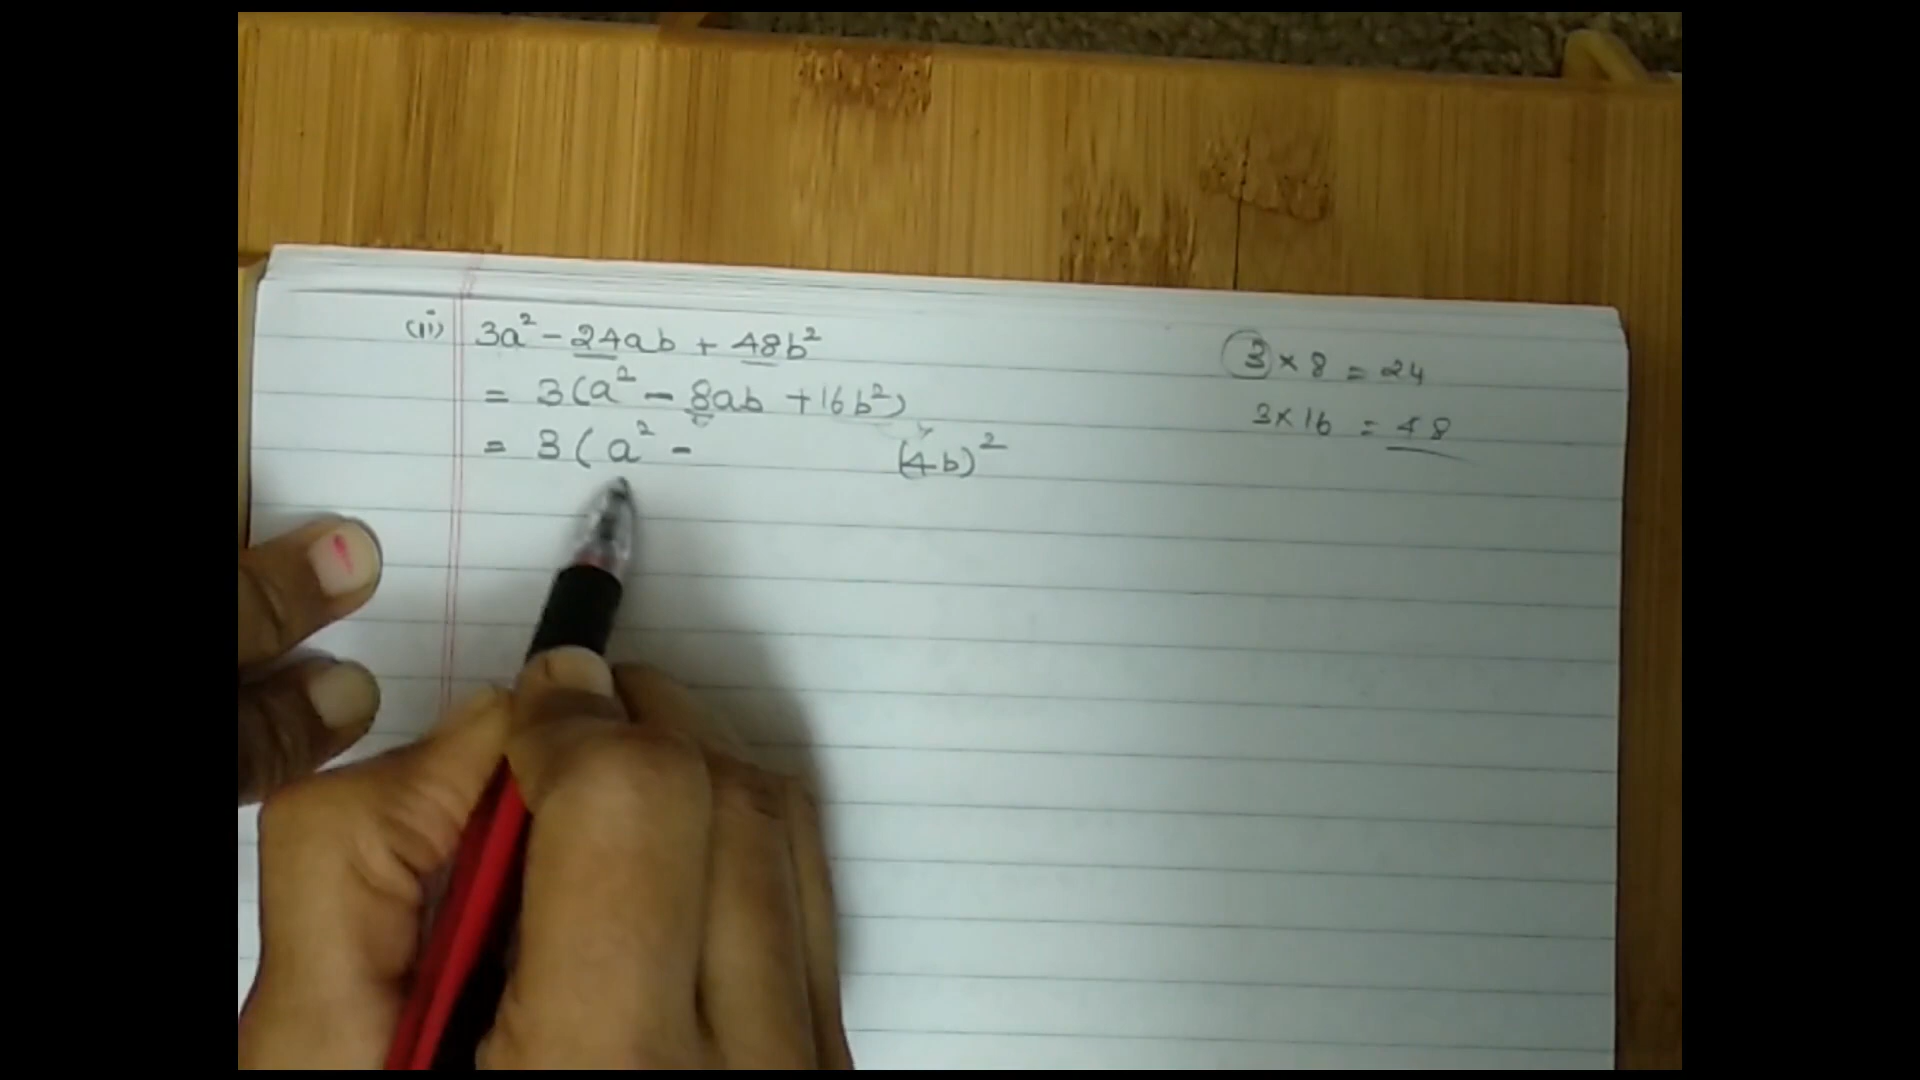 (ii) 3a² - 24ab + 48b²
= 3(a² - 8ab + 16b²)
= 3(a² - (4b)²
3 × 8 = 24
3 × 16 = 48